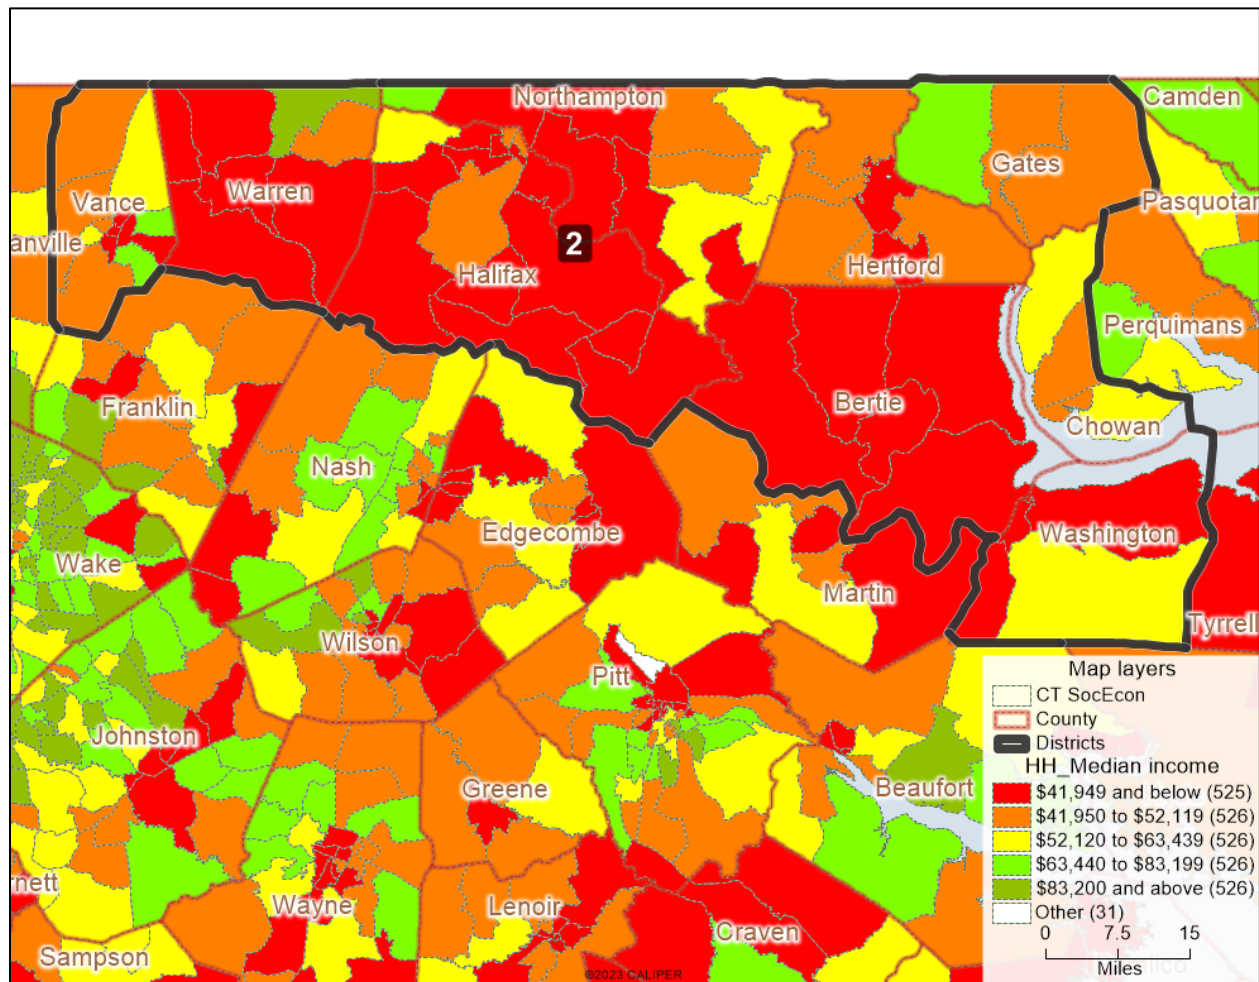 Northampton
Camden
Gates
Warren
Vance
Pasquotan
anville
2
Hertford
Halifax
Perquimans
Bertie
Franklin
Chowan
Nash
Edgecombe
Washington
Wake
Martin
Tyrrell
Wilson
Pitt
Johnston
Greene
Beaufort
rnett
Wayne
Lenoir
Craven
Sampson
©2023 CALIPER
Map layers
CT SocEcon
County
Districts
HH_Median income
$41,949 and below (525)
$41,950 to $52,119 (526)
$52,120 to $63,439 (526)
$63,440 to $83,199 (526)
$83,200 and above (526)
Other (31)
0 7.5 15
Miles